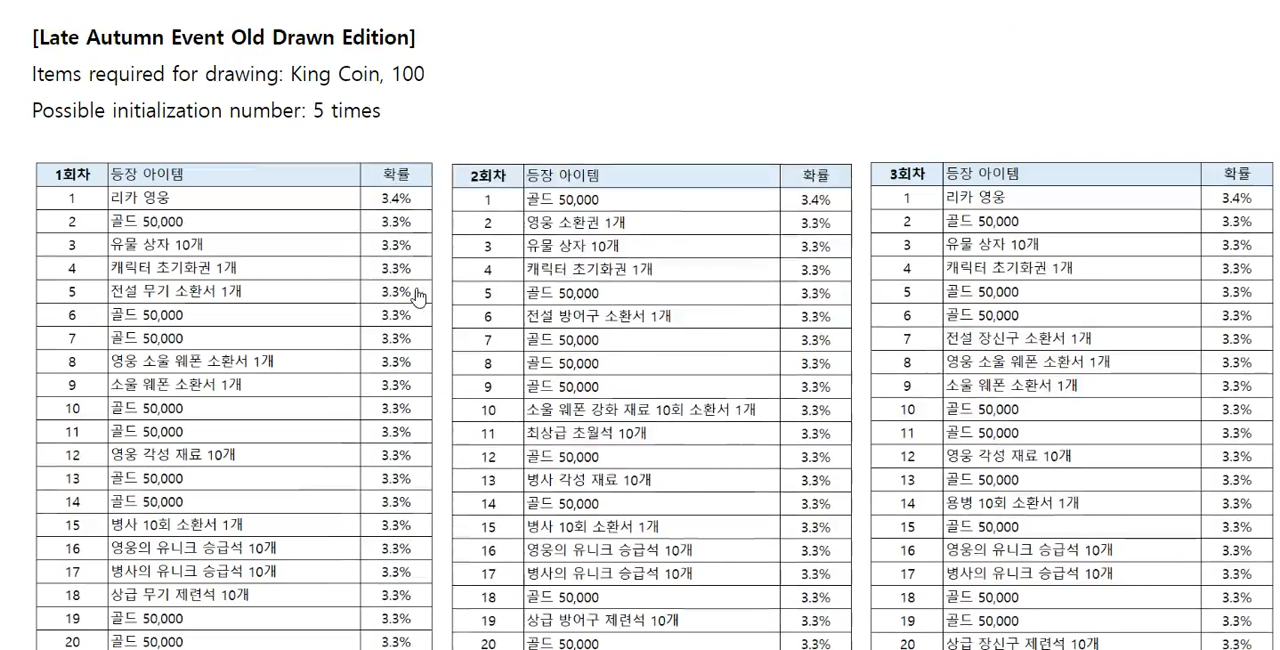 [Late Autumn Event Old Drawn Edition]
Items required for drawing: King Coin, 100
Possible initialization number: 5 times
1회차 등장 아이템 확률
1 리카 영웅 3.4%
2 골드 50,000 3.3%
3 유물 상자 10개 3.3%
4 캐릭터 초기화권 1개 3.3%
5 전설 무기 소환서 1개 3.3%
6 골드 50,000 3.3%
7 골드 50,000 3.3%
8 영웅 소울 웨폰 소환서 1개 3.3%
9 소울 웨폰 소환서 1개 3.3%
10 골드 50,000 3.3%
11 골드 50,000 3.3%
12 영웅 각성 재료 10개 3.3%
13 골드 50,000 3.3%
14 골드 50,000 3.3%
15 병사 10회 소환서 1개 3.3%
16 영웅의 유니크 승급석 10개 3.3%
17 병사의 유니크 승급석 10개 3.3%
18 상급 무기 제련석 10개 3.3%
19 골드 50,000 3.3%
20 골드 50,000 3.3%
2회차 등장 아이템 확률
1 골드 50,000 3.4%
2 영웅 소환권 1개 3.3%
3 유물 상자 10개 3.3%
4 캐릭터 초기화권 1개 3.3%
5 골드 50,000 3.3%
6 전설 방어구 소환서 1개 3.3%
7 골드 50,000 3.3%
8 골드 50,000 3.3%
9 골드 50,000 3.3%
10 소울 웨폰 강화 재료 10회 소환서 1개 3.3%
11 최상급 초월석 10개 3.3%
12 골드 50,000 3.3%
13 병사 각성 재료 10개 3.3%
14 골드 50,000 3.3%
15 병사 10회 소환서 1개 3.3%
16 영웅의 유니크 승급석 10개 3.3%
17 병사의 유니크 승급석 10개 3.3%
18 골드 50,000 3.3%
19 상급 방어구 제련석 10개 3.3%
20 골드 50,000 3.3%
3회차 등장 아이템 확률
1 리카 영웅 3.4%
2 골드 50,000 3.3%
3 유물 상자 10개 3.3%
4 캐릭터 초기화권 1개 3.3%
5 골드 50,000 3.3%
6 골드 50,000 3.3%
7 전설 장신구 소환서 1개 3.3%
8 영웅 소울 웨폰 소환서 1개 3.3%
9 소울 웨폰 소환서 1개 3.3%
10 골드 50,000 3.3%
11 골드 50,000 3.3%
12 영웅 각성 재료 10개 3.3%
13 골드 50,000 3.3%
14 용병 10회 소환서 1개 3.3%
15 골드 50,000 3.3%
16 영웅의 유니크 승급석 10개 3.3%
17 병사의 유니크 승급석 10개 3.3%
18 골드 50,000 3.3%
19 골드 50,000 3.3%
20 상급 장신구 제련석 10개 3.3%